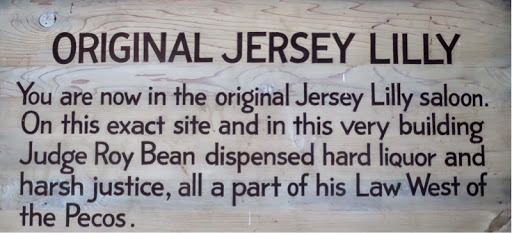 ORIGINAL JERSEY LILLY
You are now in the original Jersey Lilly saloon.
On this exact site and in this very building
Judge Roy Bean dispensed hard liquor and
harsh justice, all a part of his Law West of
the Pecos.